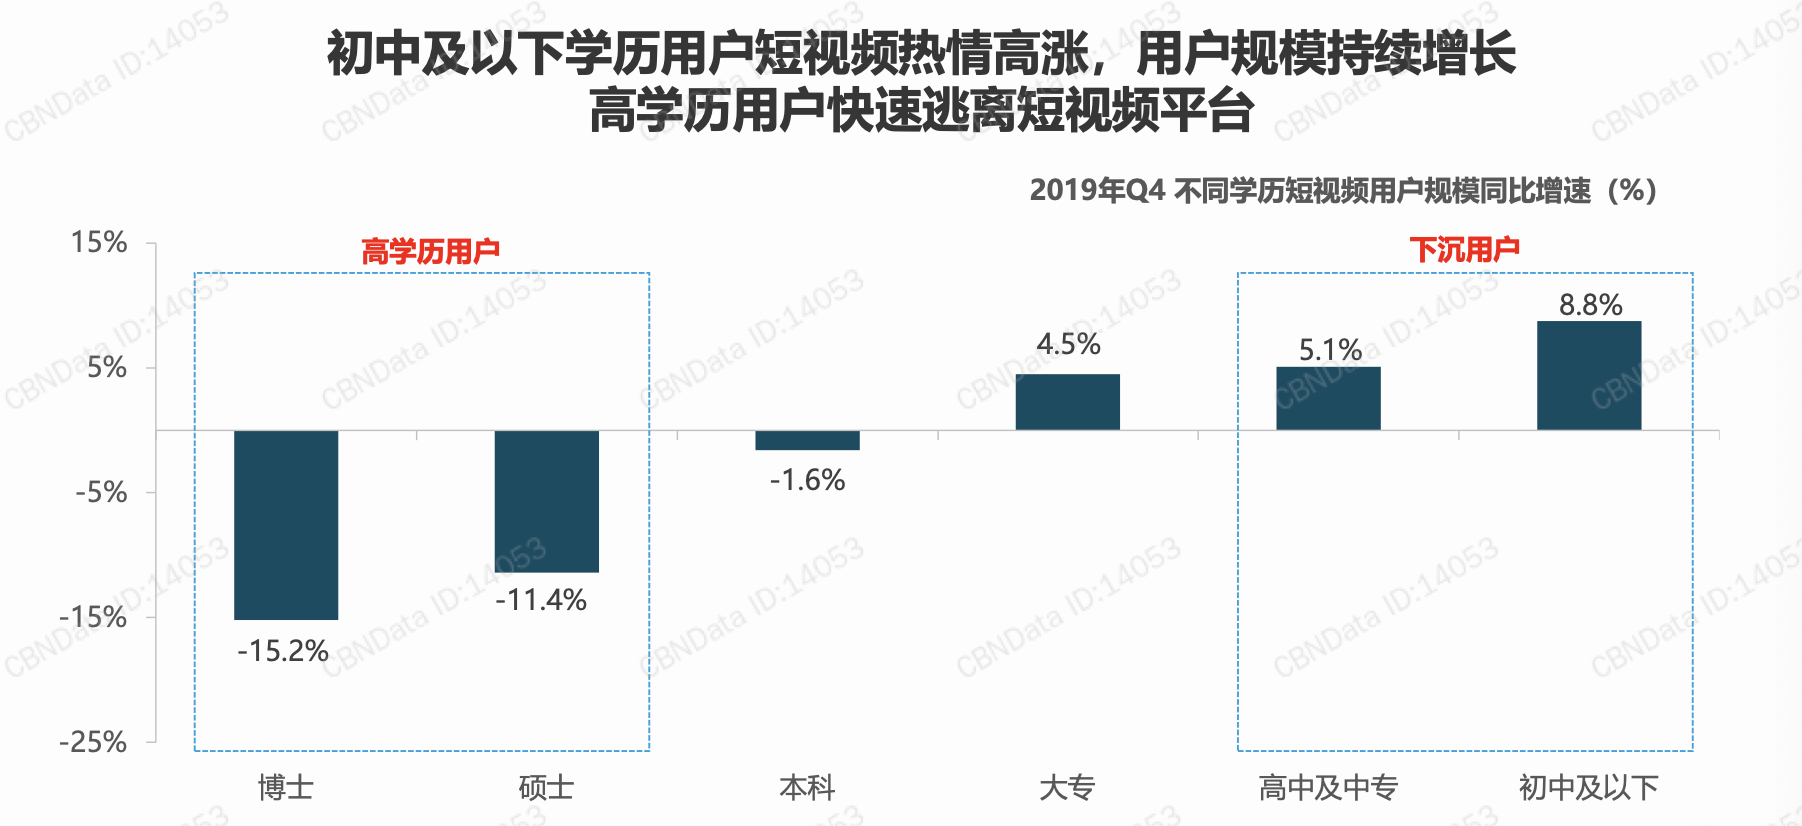 初中及以下学历用户短视频热情高涨，用户规模持续增长
高学历用户快速逃离短视频平台
2019年Q4 不同学历短视频用户规模同比增速（%）
高学历用户
下沉用户
15%
5%
-5%
-15%
-25%
-15.2%
-11.4%
-1.6%
4.5%
5.1%
8.8%
博士
硕士
本科
大专
高中及中专
初中及以下
CBNData ID:14053